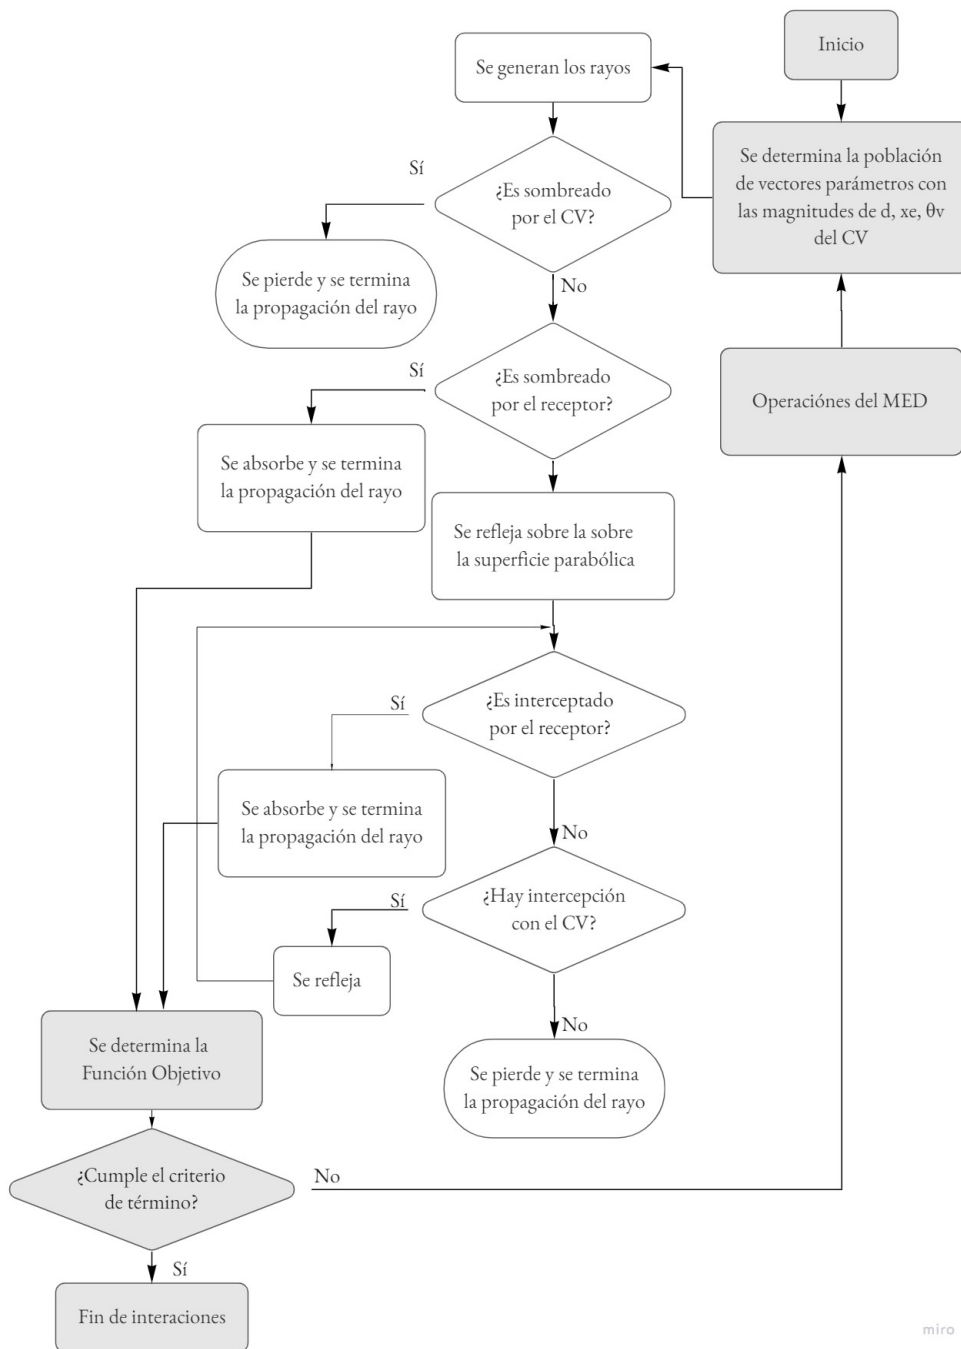 Inicio
Se generan los rayos
Se determina la población
de vectores parámetros con
las magnitudes de d, xe, θv
del CV
Sí
¿Es sombreado
por el CV?
Se pierde y se termina
la propagación del rayo
No
Sí
¿Es sombreado
por el receptor?
Operaciónes del MED
Se absorbe y se termina
la propagación del rayo
Se refleja sobre la sobre
la superficie parabólica
Sí
¿Es interceptado
por el receptor?
Se absorbe y se termina
la propagación del rayo
No
Sí
¿Hay intercepción
con el CV?
Se refleja
No
Se determina la
Función Objetivo
Se pierde y se termina
la propagación del rayo
¿Cumple el criterio
de término?
No
Sí
Fin de interaciones
miro